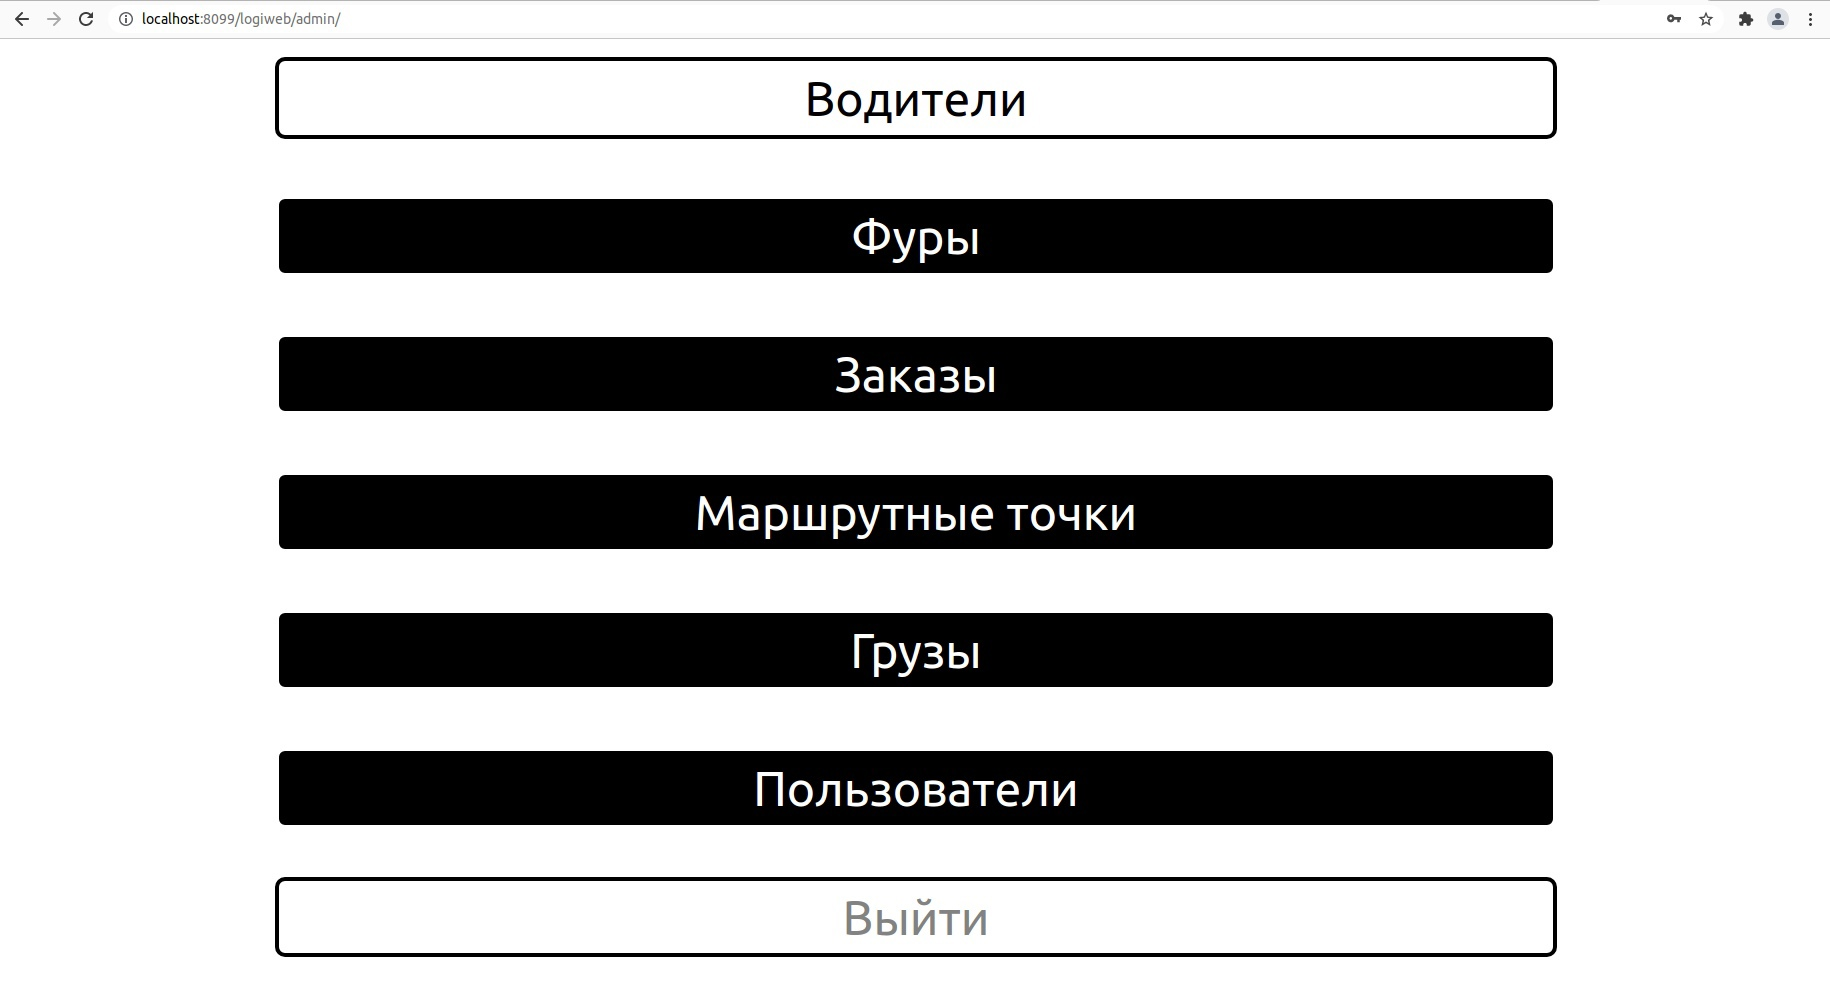 localhost:8099/logiweb/admin/
Водители
Фуры
Заказы
Маршрутные точки
Грузы
Пользователи
Выйти